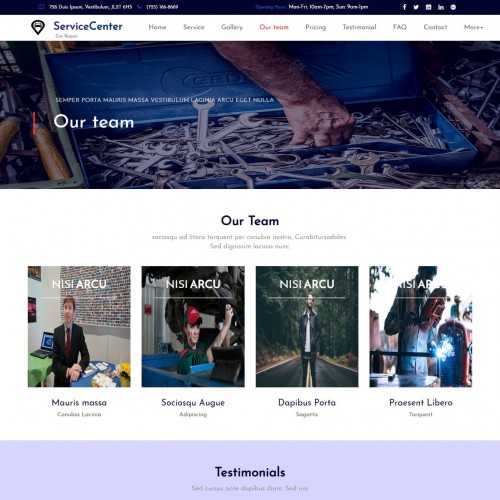 736 Duis Ipsum, Vestibulum, JLST 6HS (755) 166-8669 Opening Hours: Mon-Fri: 10am-7pm; Sun: 9am-1pm
ServiceCenter
Car Repair
Home Service Gallery Our team Pricing Testimonial FAQ Contact More
SEMPER PORTA MAURIS MASSA VESTIBULUM LACINIA ARCU EGET NULLA
Our team
Our Team
sociosqu ad litora torquent per conubia nostra, Curabitursodales
Sed dignissim lacinia nunc.
NISI ARCU NISI ARCU NISI ARCU NISI ARCU
Mauris massa Sociosqu Augue Dapibus Porta Praesent Libero
Conubia Lacinia Adipiscing Sagittis Torquent
Testimonials
Sed cursus ante dapibus diam. Sed nisi